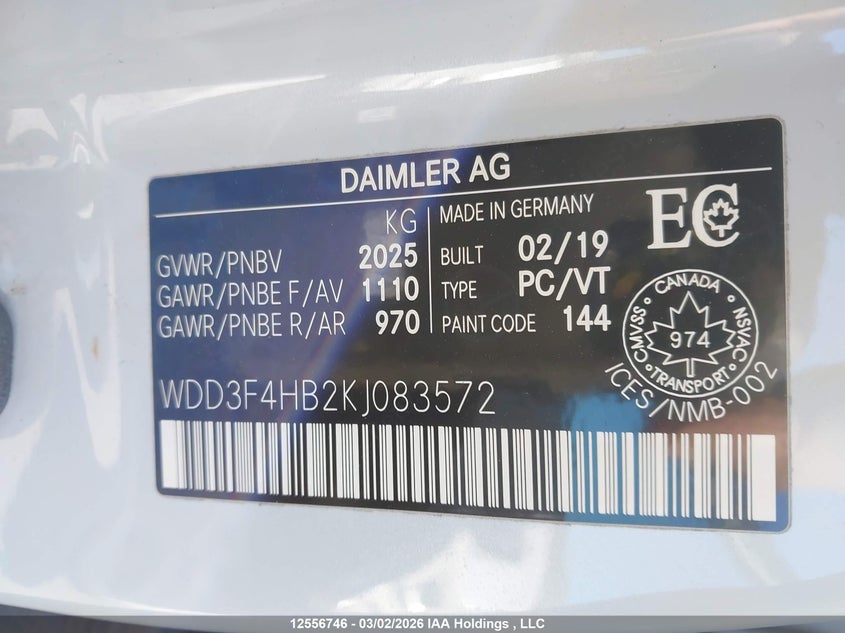 DAIMLER AG
KG
GVWR/PNBV 2025
GAWR/PNBE F/AV 1110
GAWR/PNBE R/AR 970
MADE IN GERMANY
BUILT 02/19
TYPE PC/VT
PAINT CODE 144
EC
CANADA
CMVSS 974 NSVAC
TRANSPORT
ICES/NMB-002
WDD3F4HB2KJ083572
12556746 - 03/02/2026 IAA Holdings , LLC